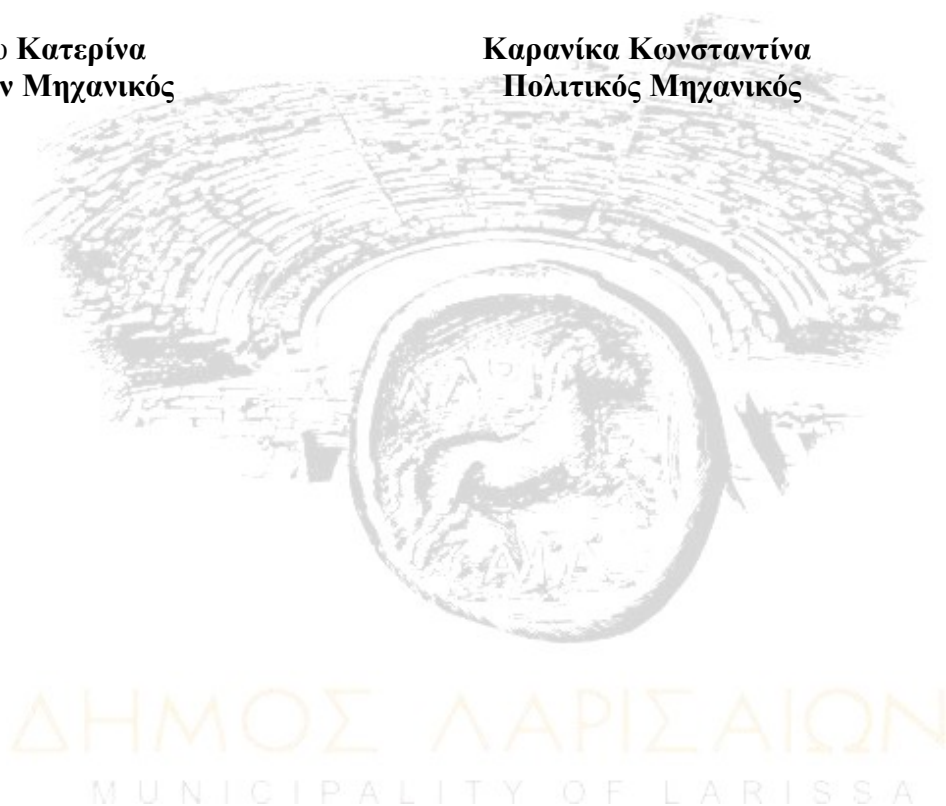 Κατερίνα
Μηχανικός
Καρανίκα Κωνσταντίνα
Πολιτικός Μηχανικός
ΔΗΜΟΣ ΛΑΡΙΣΑΙΩΝ
MUNICIPALITY OF LARISSA